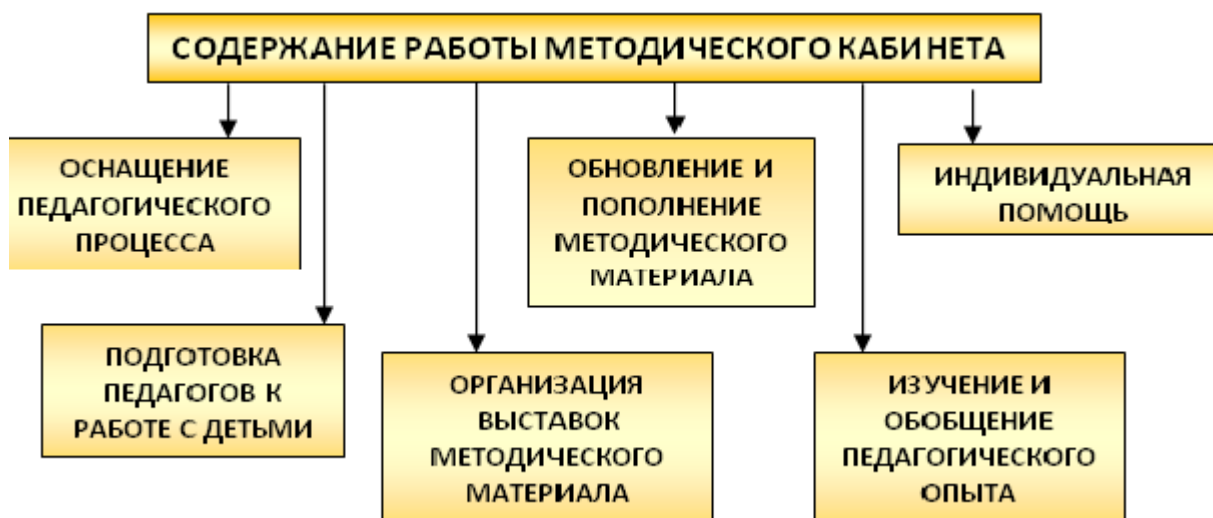 СОДЕРЖАНИЕ РАБОТЫ МЕТОДИЧЕСКОГО КАБИНЕТА
ОСНАЩЕНИЕ
ПЕДАГОГИЧЕСКОГО
ПРОЦЕССА
ОБНОВЛЕНИЕ И
ПОПОЛНЕНИЕ
МЕТОДИЧЕСКОГО
МАТЕРИАЛА
ИНДИВИДУАЛЬНАЯ
ПОМОЩЬ
ПОДГОТОВКА
ПЕДАГОГОВ К
РАБОТЕ С ДЕТЬМИ
ОРГАНИЗАЦИЯ
ВЫСТАВОК
МЕТОДИЧЕСКОГО
МАТЕРИАЛА
ИЗУЧЕНИЕ И
ОБОБЩЕНИЕ
ПЕДАГОГИЧЕСКОГО
ОПЫТА